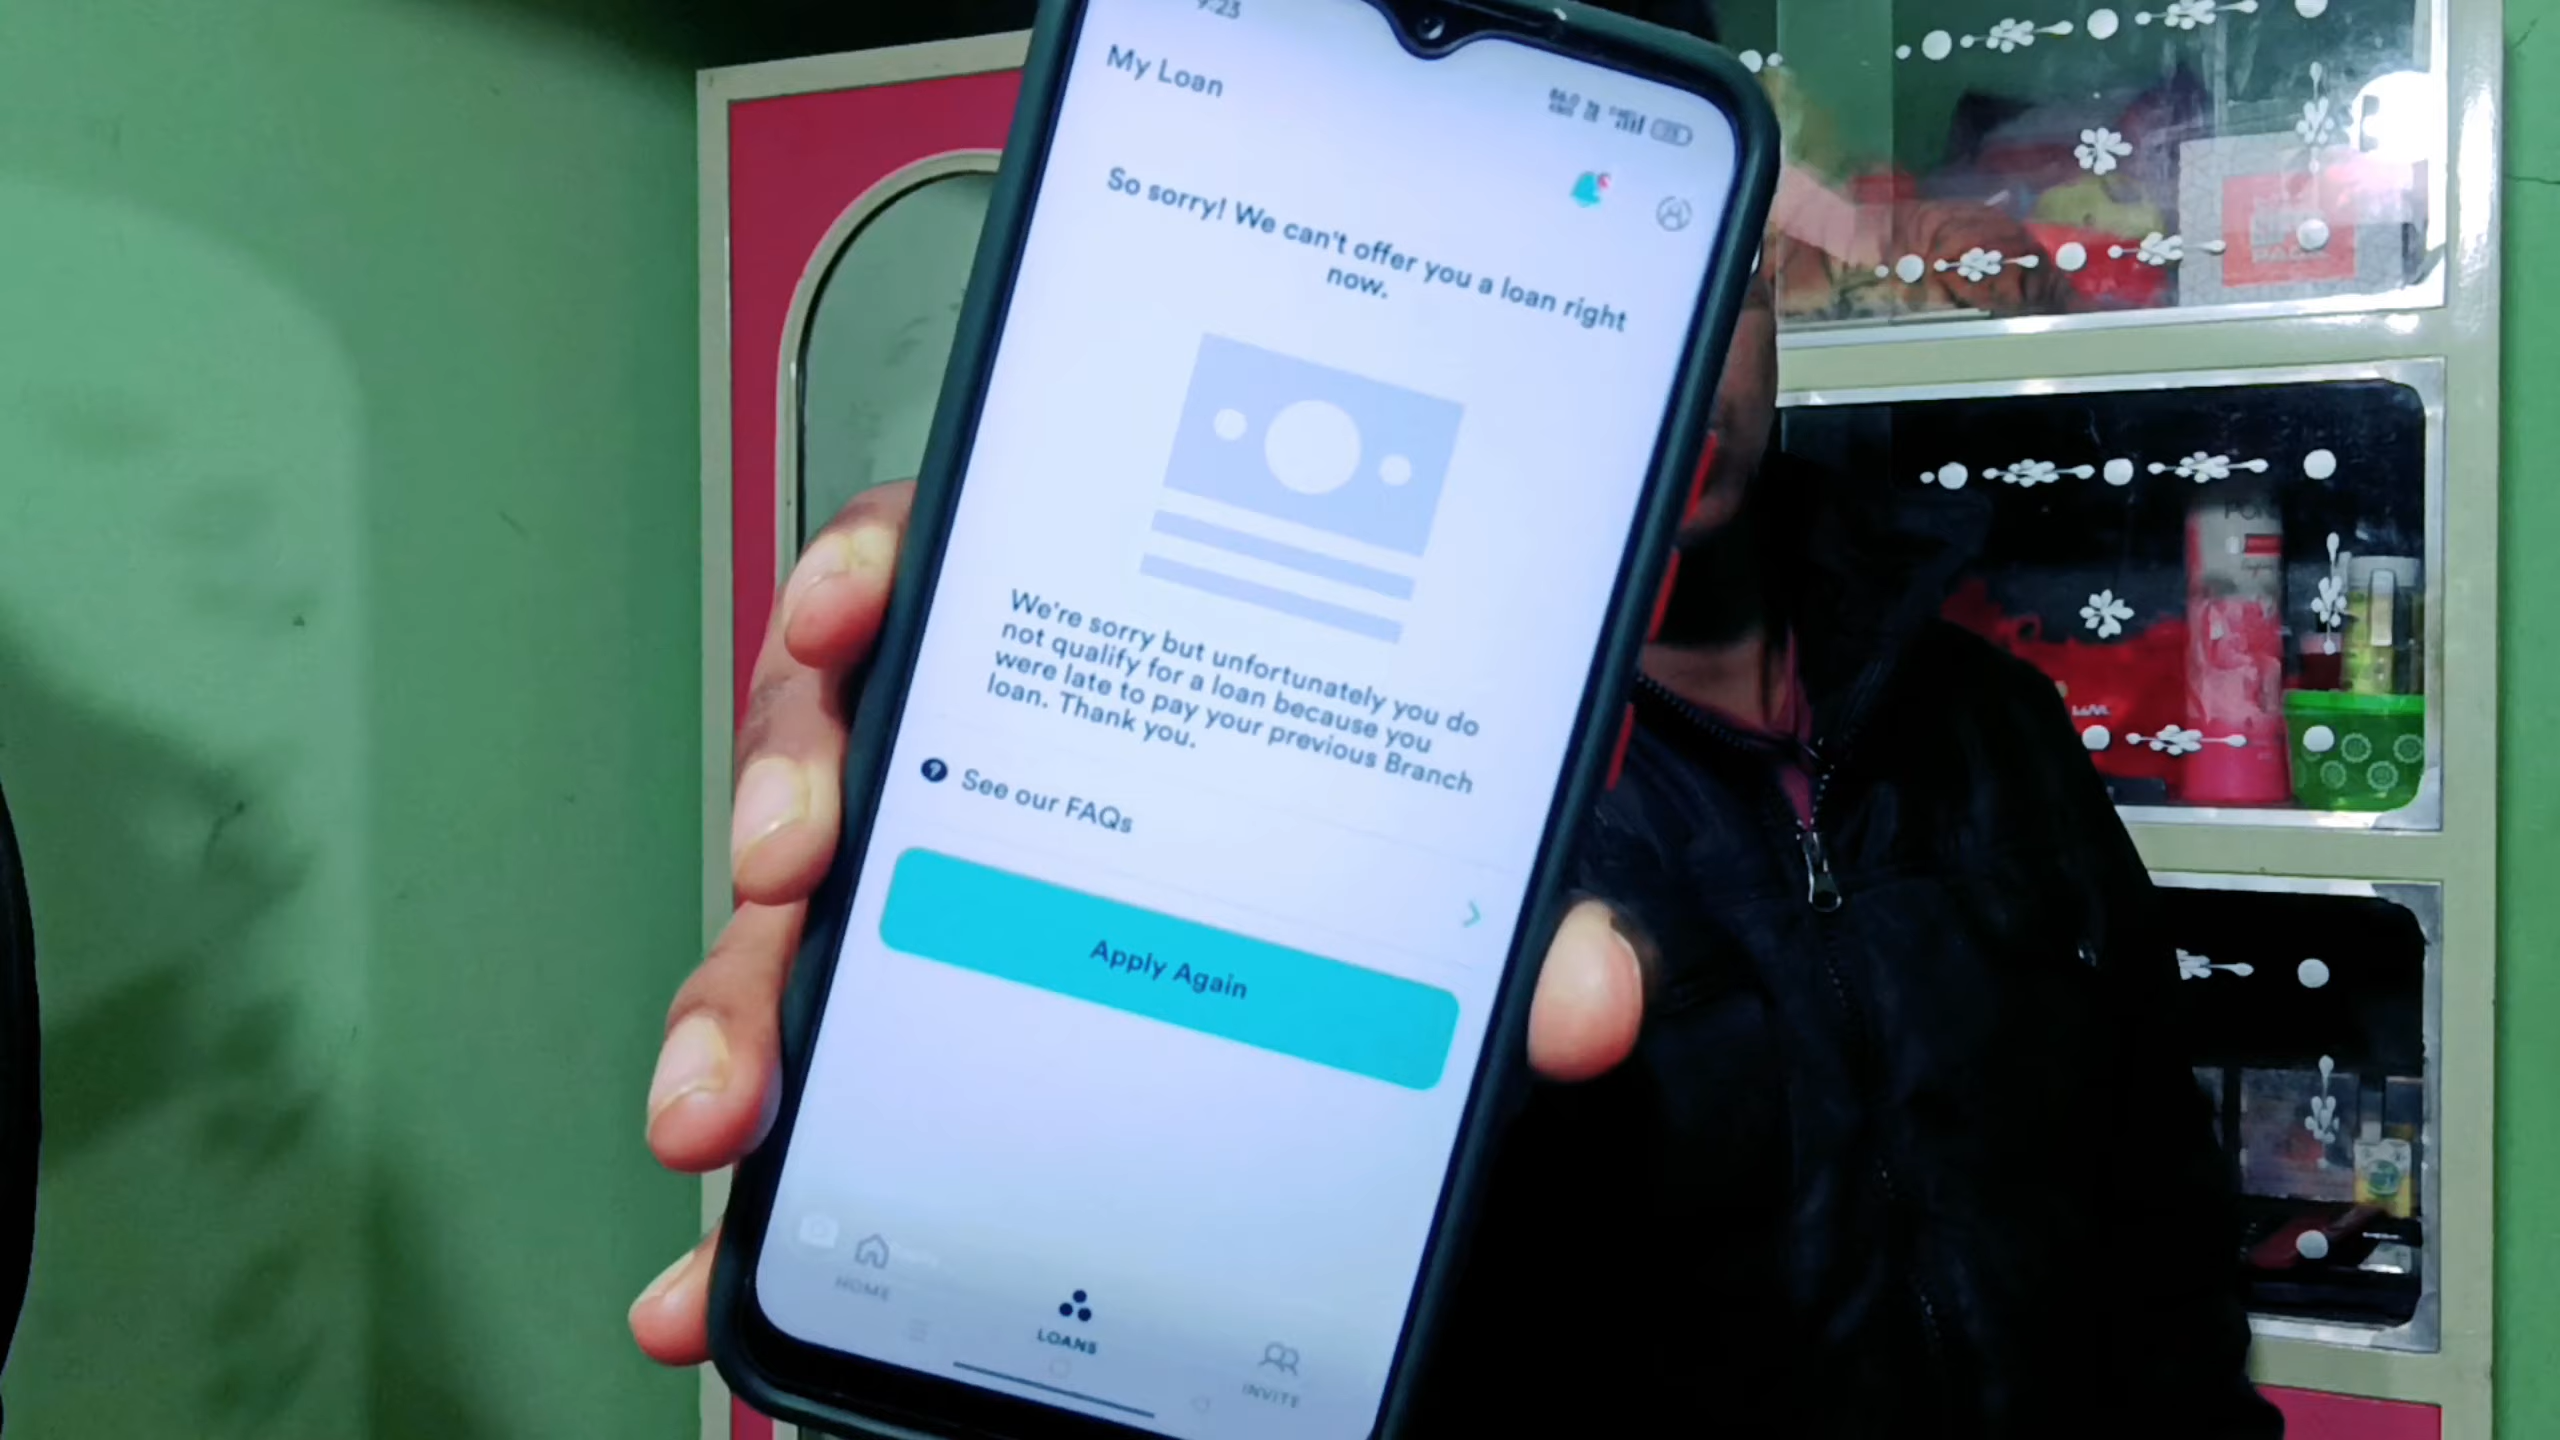 9:23
My Loan
So sorry! We can't offer you a loan right
now.
We're sorry but unfortunately you do
not qualify for a loan because you
were late to pay your previous Branch
loan. Thank you.
? See our FAQs
Apply Again
HOME
LOANS
INVITE